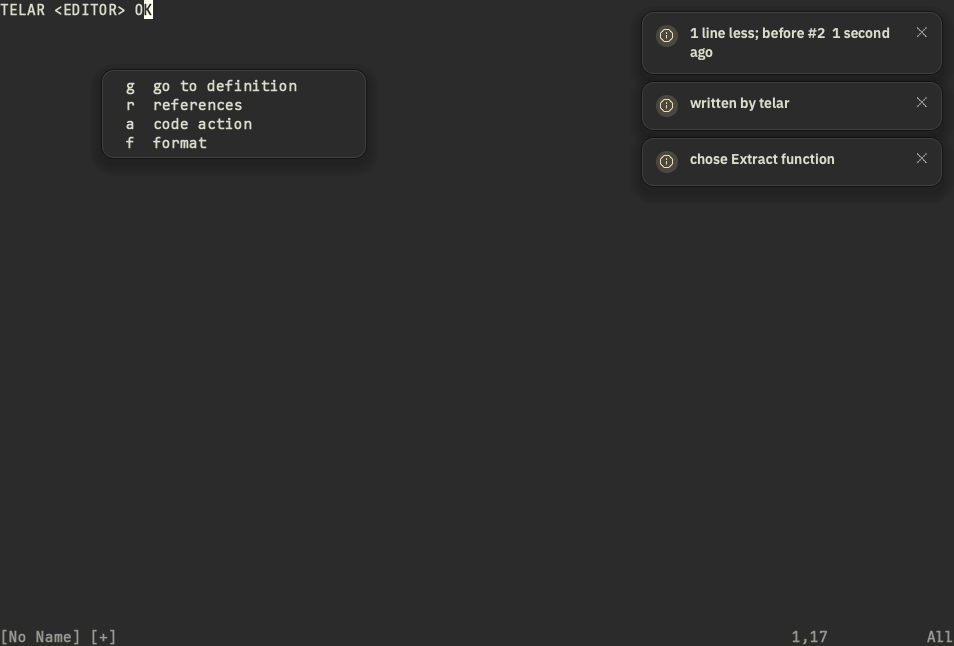 TELAR <EDITOR> OK
1 line less; before #2  1 second
ago
written by telar
chose Extract function
g  go to definition
r  references
a  code action
f  format
[No Name] [+]  1,17  All